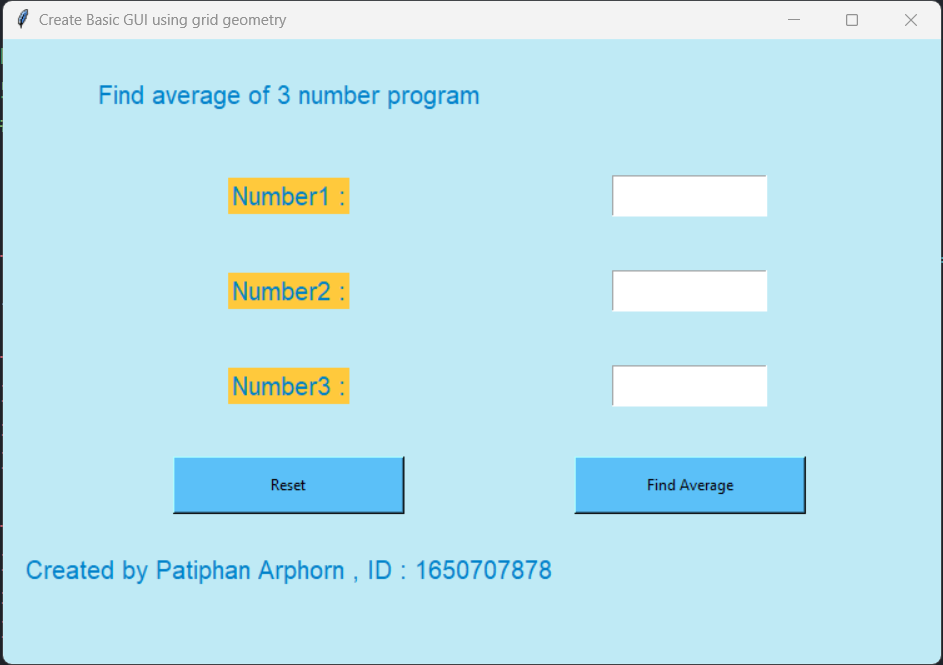 Create Basic GUI using grid geometry
Find average of 3 number program
Number1 :
Number2 :
Number3 :
Reset
Find Average
Created by Patiphan Arphorn , ID : 1650707878